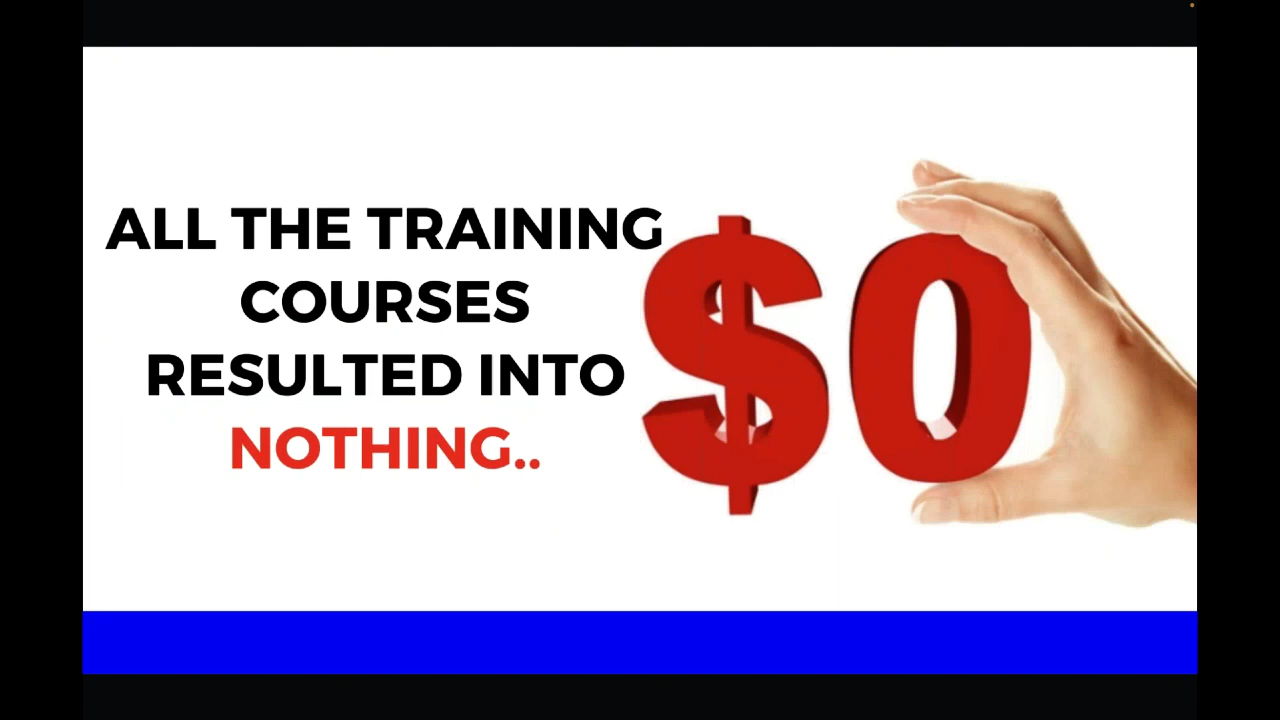 ALL THE TRAINING
COURSES
RESULTED INTO
NOTHING..
$0